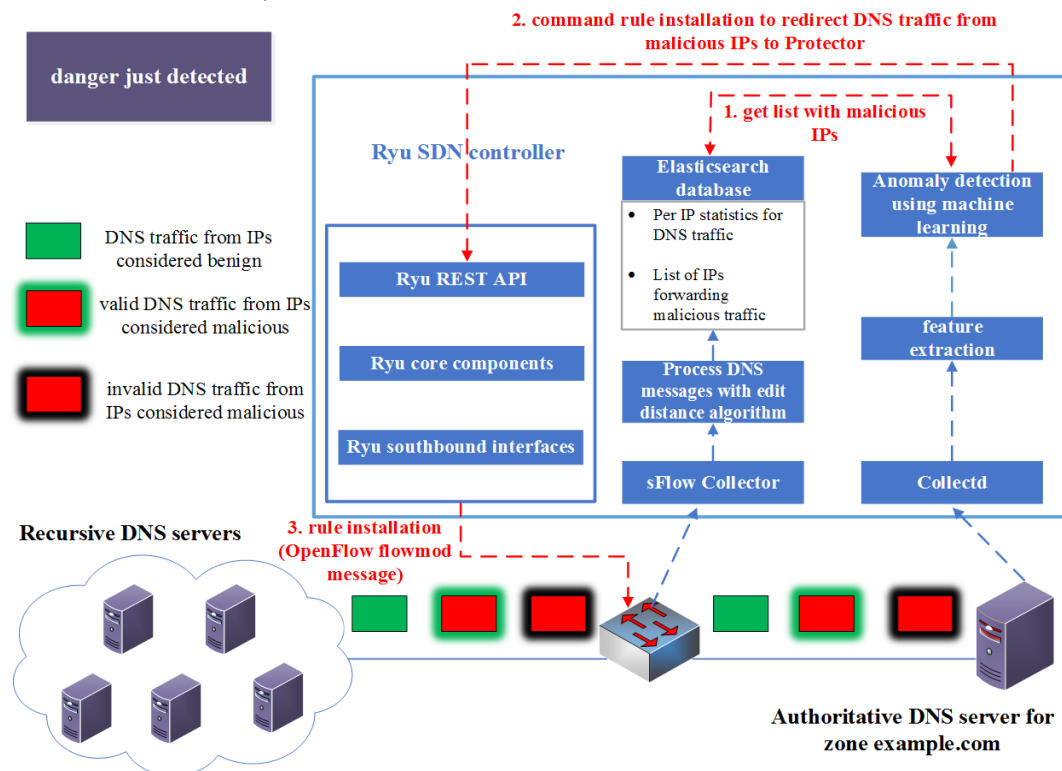 2. command rule installation to redirect DNS traffic from
malicious IPs to Protector
danger just detected
1. get list with malicious
IPs
Ryu SDN controller
Elasticsearch
database
• Per IP statistics for
DNS traffic
• List of IPs
forwarding
malicious traffic
Anomaly detection
using machine
learning
DNS traffic from IPs
considered benign
valid DNS traffic from IPs
considered malicious
invalid DNS traffic from
IPs considered malicious
Ryu REST API
Ryu core components
Ryu southbound interfaces
feature
extraction
Process DNS
messages with edit
distance algorithm
sFlow Collector
Collectd
Recursive DNS servers
3. rule installation
(OpenFlow flowmod
message)
Authoritative DNS server for
zone example.com